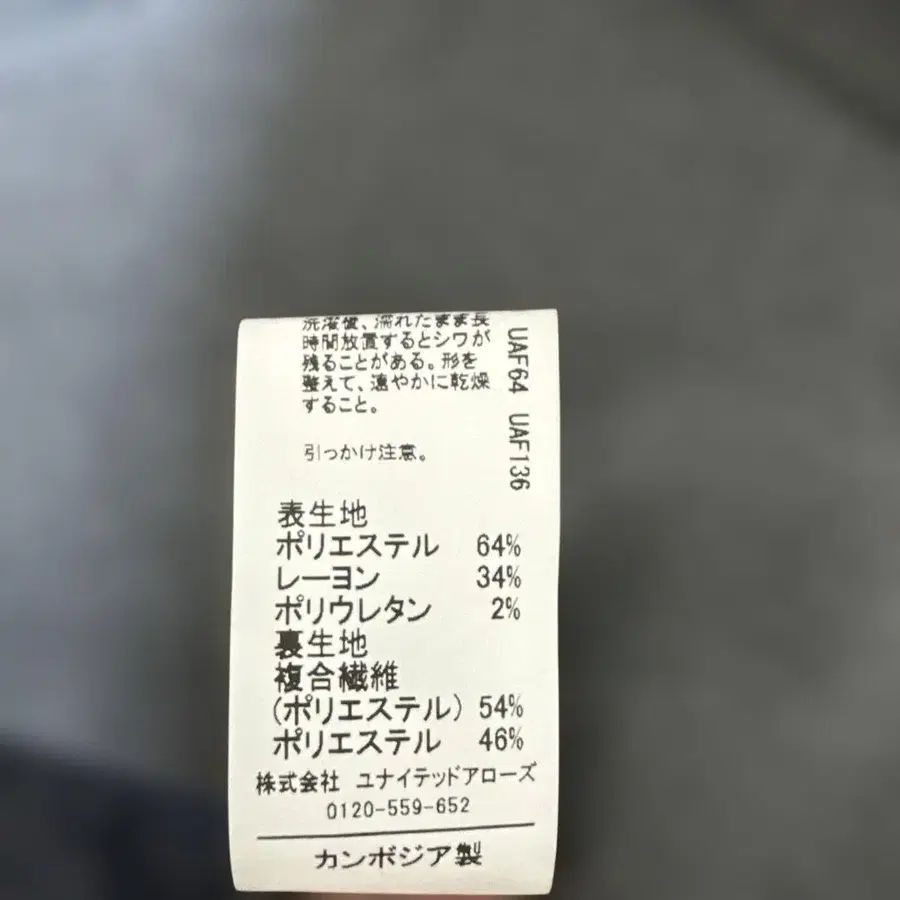 洗濯後、濡れたまま長
時間放置するとシワが
残ることがある。形を
整えて、速やかに乾燥
すること。
引っかけ注意。
UAF64 UAF136
表生地
ポリエステル 64%
レーヨン 34%
ポリウレタン 2%
裏生地
複合繊維
(ポリエステル) 54%
ポリエステル 46%
株式会社 ユナイテッドアローズ
0120-559-652
カンボジア製